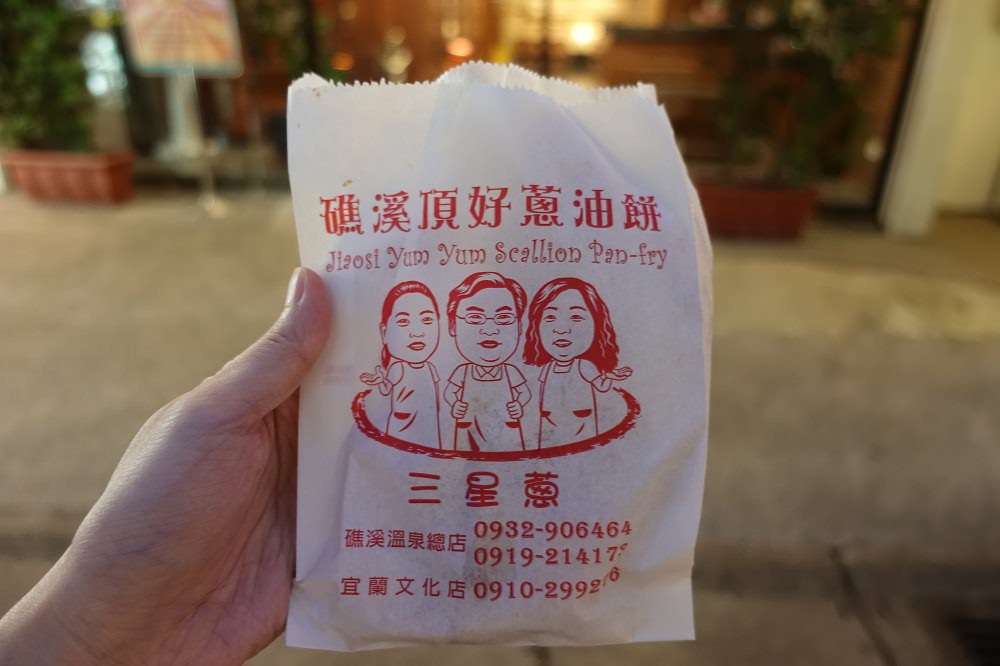 礁溪頂好蔥油餅
Jiaosi Yum Yum Scallion Pan-fry
三星蔥
礁溪溫泉總店 0932-906464
0919-21417
宜蘭文化店 0910-2992